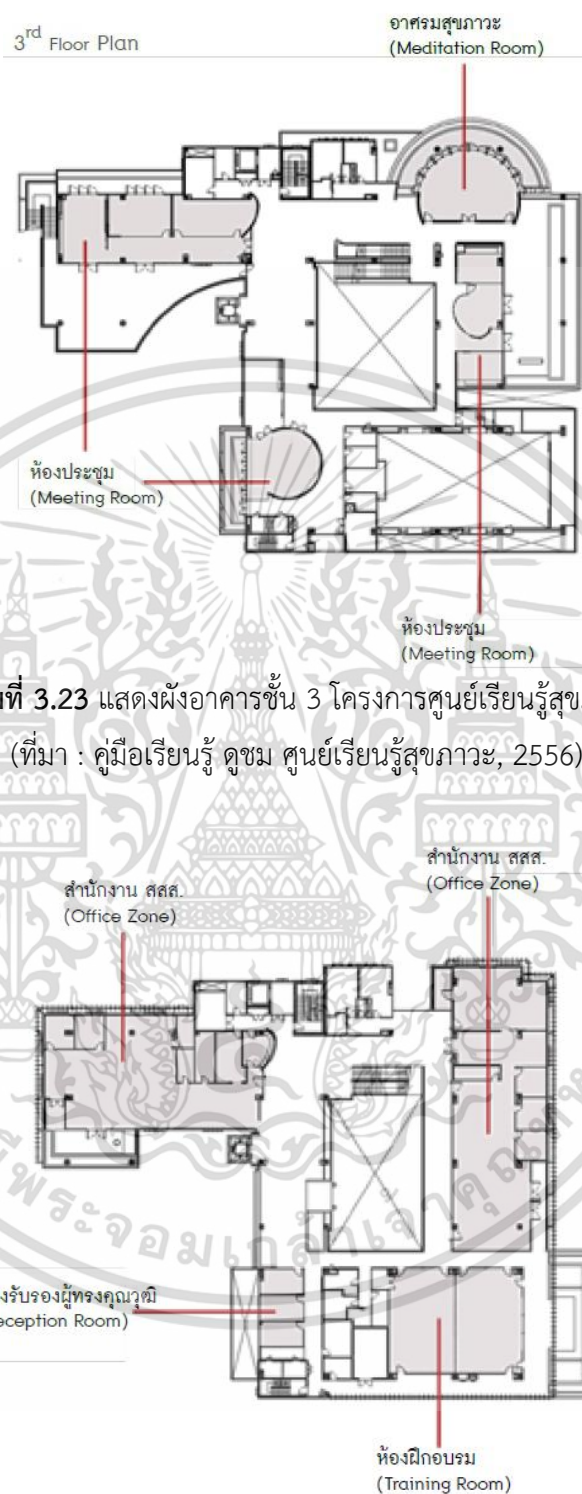 3rd Floor Plan
อาศรมสุขภาวะ
(Meditation Room)
ห้องประชุม
(Meeting Room)
ห้องประชุม
(Meeting Room)
ที่ 3.23 แสดงผังอาคารชั้น 3 โครงการศูนย์เรียนรู้สุข
(ที่มา : คู่มือเรียนรู้ ดูชม ศูนย์เรียนรู้สุขภาวะ, 2556)
สำนักงาน สสส.
(Office Zone)
สำนักงาน สสส.
(Office Zone)
งรับรองผู้ทรงคุณวุฒิ
eception Room)
ห้องฝึกอบรม
(Training Room)